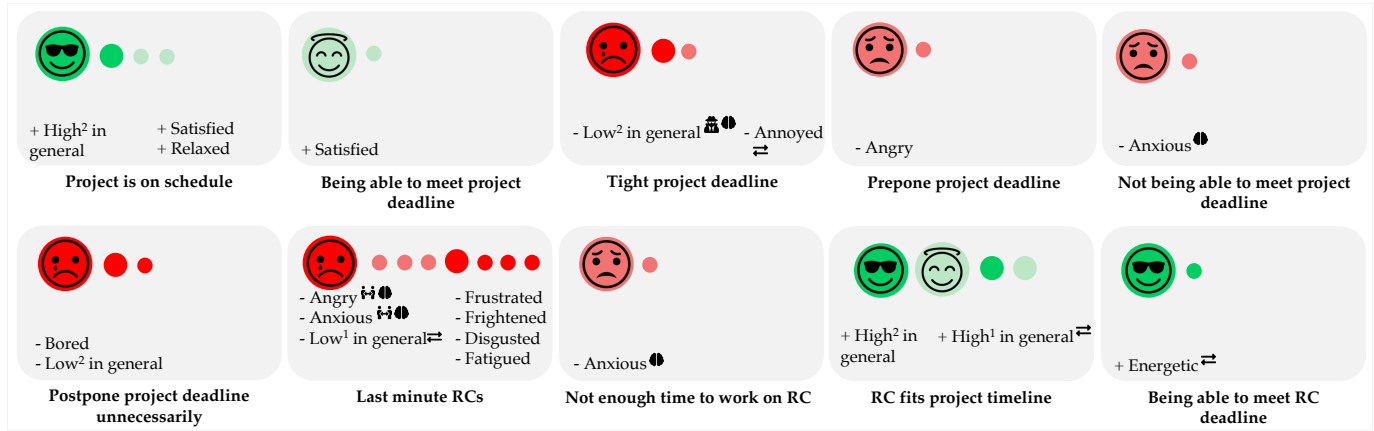 + High² in general
+ Satisfied
+ Relaxed
Project is on schedule
+ Satisfied
Being able to meet project
deadline
- Low² in general
- Annoyed
Tight project deadline
- Angry
Prepone project deadline
- Anxious
Not being able to meet project
deadline
- Bored
- Low² in general
Postpone project deadline
unnecessarily
- Angry
- Anxious
- Low¹ in general
- Frustrated
- Frightened
- Disgusted
- Fatigued
Last minute RCs
- Anxious
Not enough time to work on RC
+ High² in
general
+ High¹ in general
RC fits project timeline
+ Energetic
Being able to meet RC
deadline